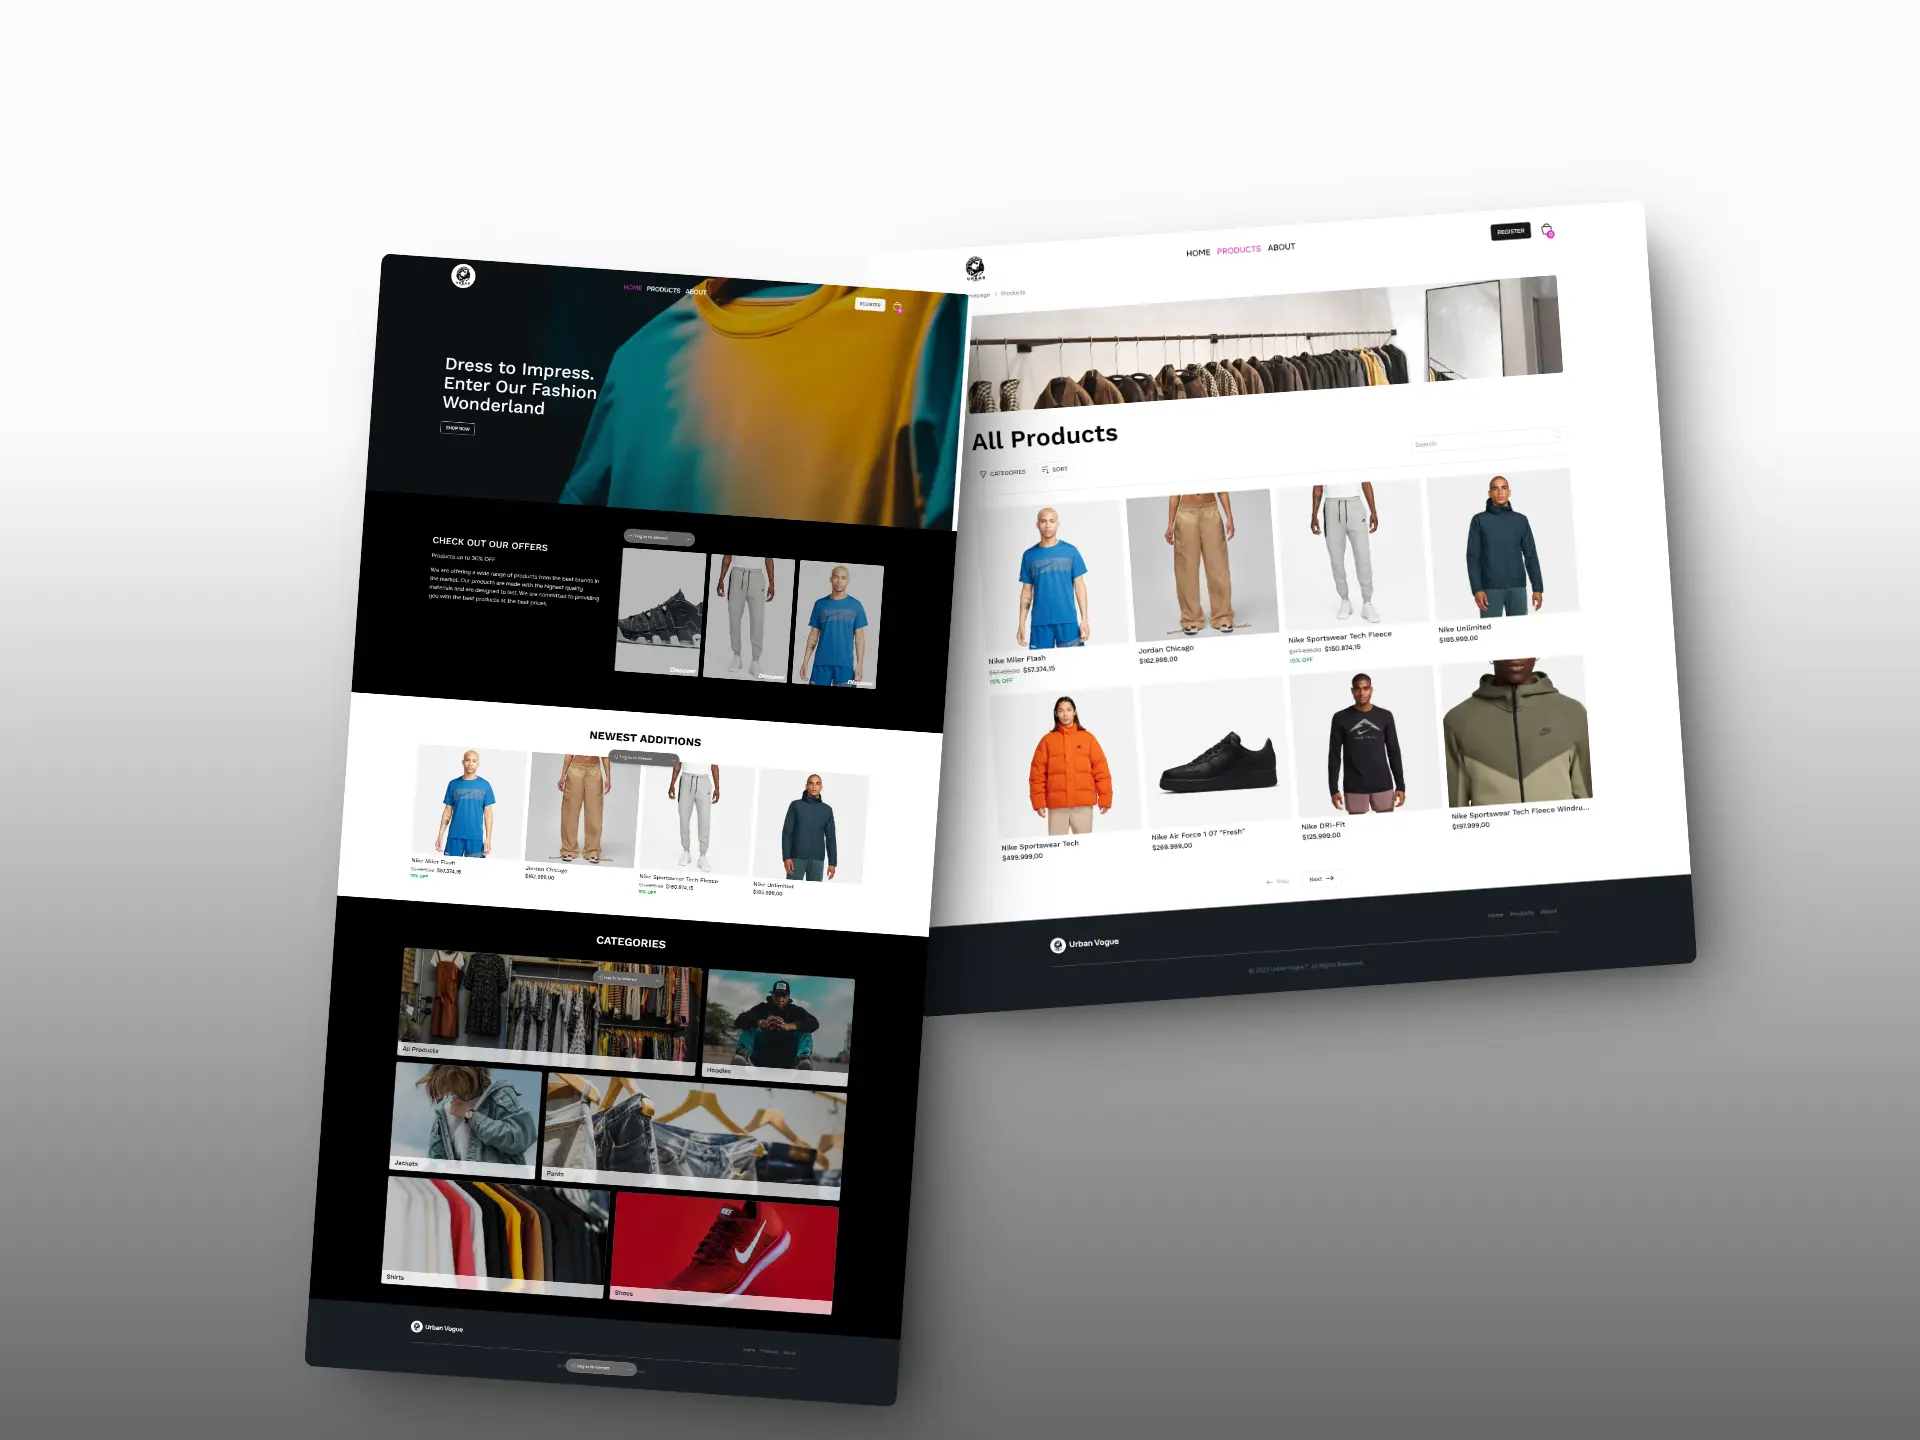 HOME PRODUCTS ABOUT
REGISTER
Dress to Impress.
Enter Our Fashion
Wonderland
SHOP NOW
CHECK OUT OUR OFFERS
Products up to 30% OFF
We are offering a wide range of products from the best brands in
the market. Our products are made with the highest quality
materials and are designed to last. We are committed to providing
you with the best products at the best prices.
Discover
Discover
Discover
NEWEST ADDITIONS
Nike Miler Flash
$57.374,15
15% OFF
Jordan Chicago
$162.999,00
Nike Sportswear Tech Fleece
$150.874,15
15% OFF
Nike Unlimited
$185.999,00
CATEGORIES
All Products
Hoodies
Jackets
Pants
Shirts
NIKE
Shoes
Urban Vogue
Home Products About
HOME PRODUCTS ABOUT
REGISTER
0
Products
All Products
CATEGORIES
SORT
Search
Nike Miler Flash
$67.499,00 $57.374,15
15% OFF
Jordan Chicago
$162.999,00
Nike Sportswear Tech Fleece
$177.499,00 $150.874,15
15% OFF
Nike Unlimited
$185.999,00
Nike Sportswear Tech
$499.999,00
Nike Air Force 1 07 "Fresh"
$269.999,00
Nike DRI-Fit
$125.999,00
Nike Sportswear Tech Fleece Windru...
$197.999,00
← Prev
Next →
Urban Vogue
Home Products About
© 2023 Urban Vogue™. All Rights Reserved.